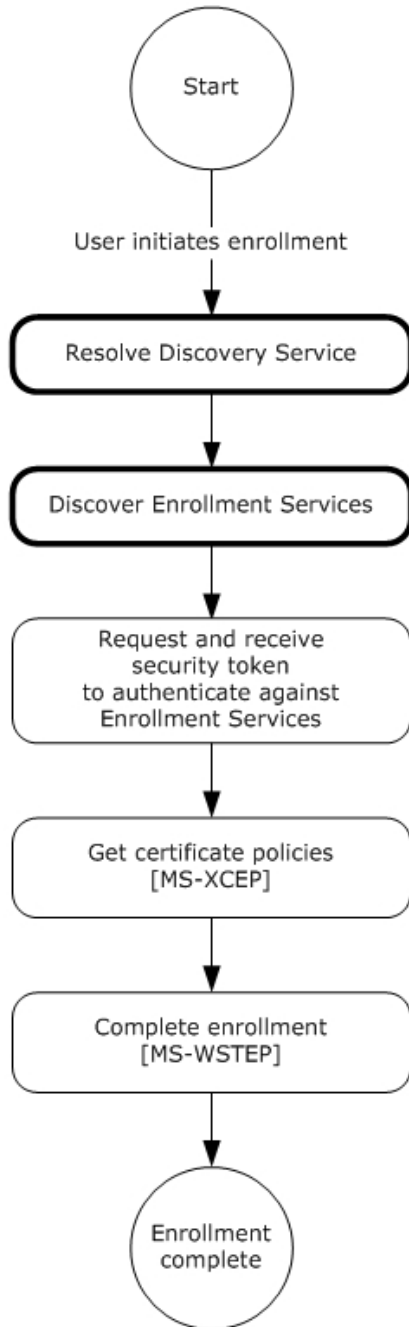 Start
User initiates enrollment
Resolve Discovery Service
Discover Enrollment Services
Request and receive
security token
to authenticate against
Enrollment Services
Get certificate policies
[MS-XCEP]
Complete enrollment
[MS-WSTEP]
Enrollment
complete